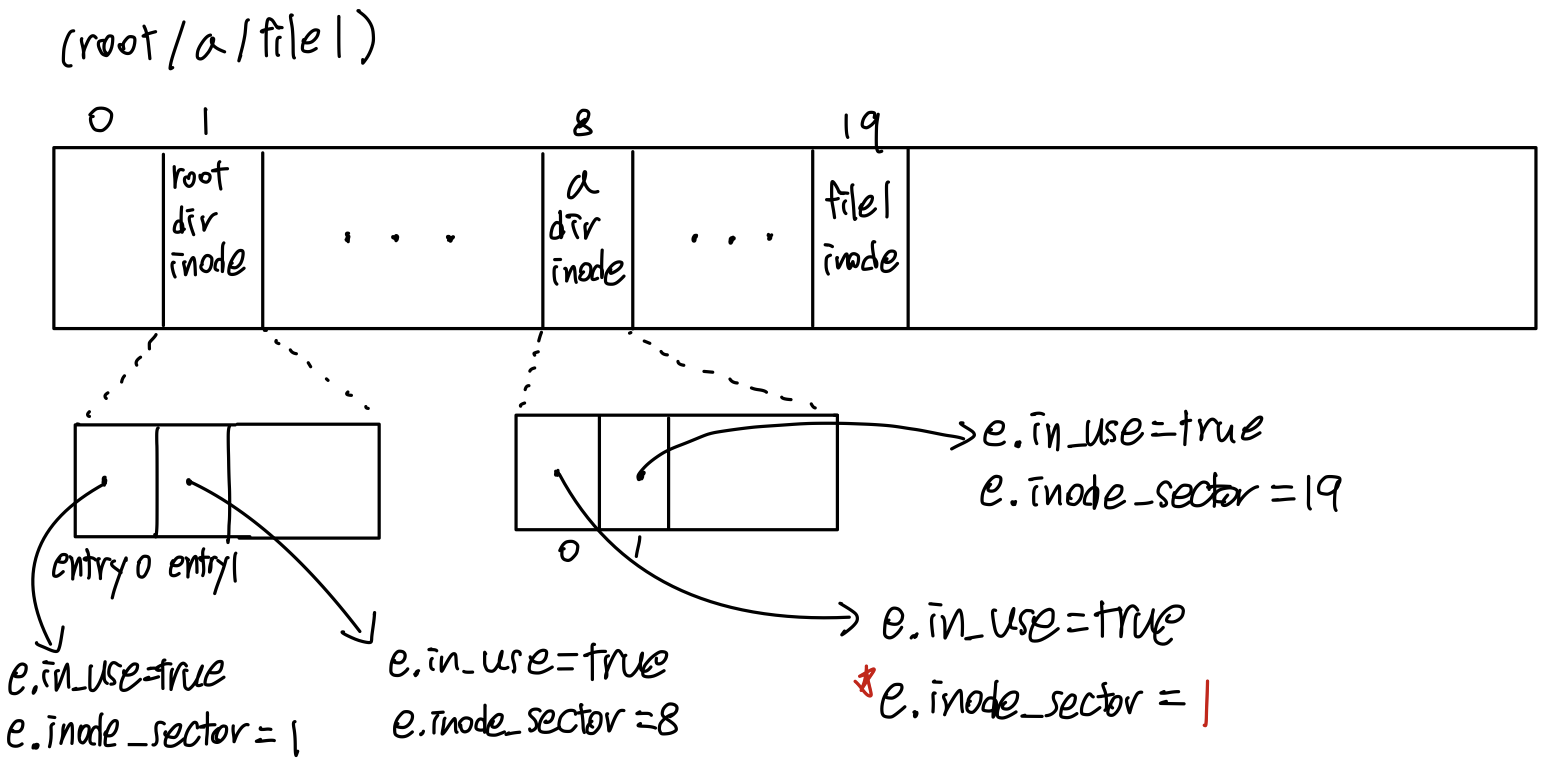 (root/a/file1)
0 1 8 19
root
dir
inode
. . .
a
dir
inode
. . .
file1
inode
entry0 entry1
0 1
e.in_use=true
e.inode_sector=1
e.in_use=true
e.inode_sector=8
e.in_use=true
e.inode_sector=19
e.in_use=true
*e.inode_sector=1